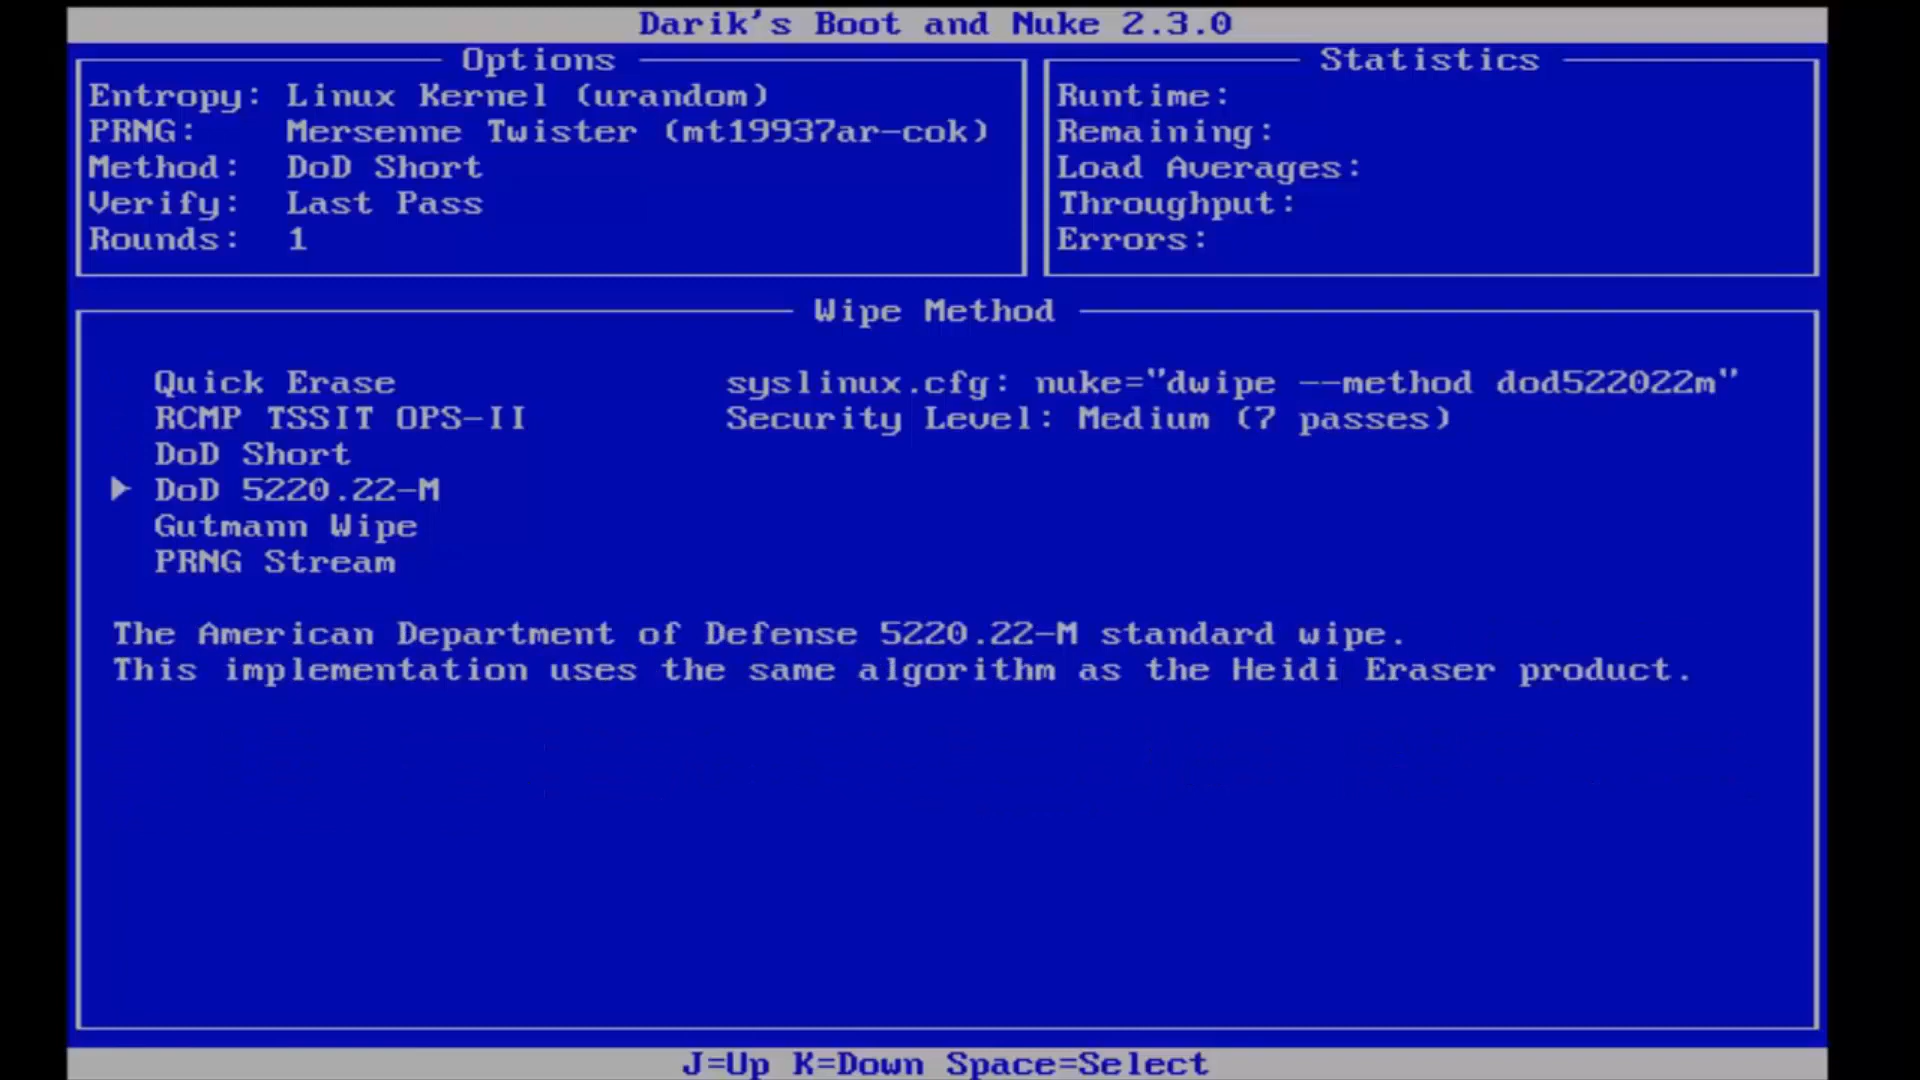 Darik's Boot and Nuke 2.3.0
Options
Entropy: Linux Kernel (urandom)
PRNG: Mersenne Twister (mt19937ar-cok)
Method: DoD Short
Verify: Last Pass
Rounds: 1
Statistics
Runtime:
Remaining:
Load Averages:
Throughput:
Errors:
Wipe Method
Quick Erase
RCMP TSSIT OPS-II
DoD Short
DoD 5220.22-M
Gutmann Wipe
PRNG Stream
syslinux.cfg: nuke="dwipe --method dod522022m"
Security Level: Medium (7 passes)
The American Department of Defense 5220.22-M standard wipe.
This implementation uses the same algorithm as the Heidi Eraser product.
J=Up K=Down Space=Select